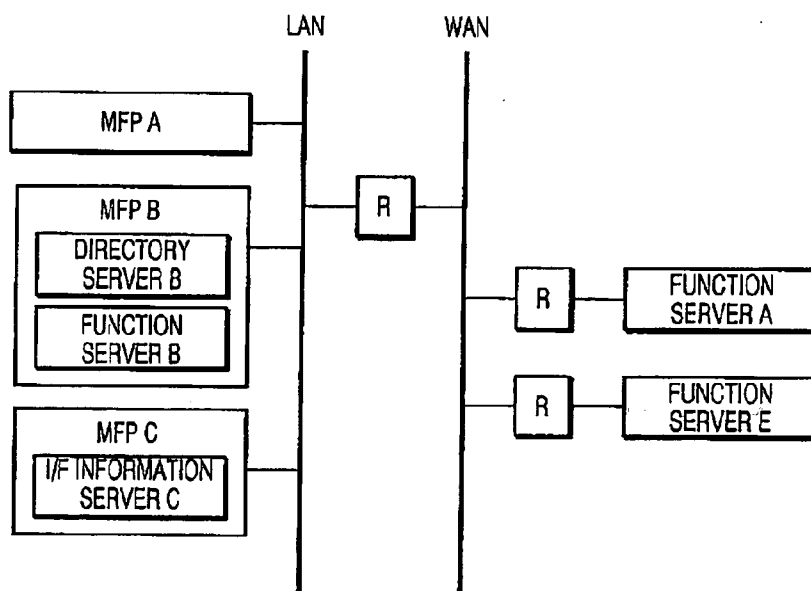 LAN
WAN
MFP A
R
MFP B
DIRECTORY
SERVER B
FUNCTION
SERVER B
R
FUNCTION
SERVER A
R
FUNCTION
SERVER E
MFP C
I/F INFORMATION
SERVER C